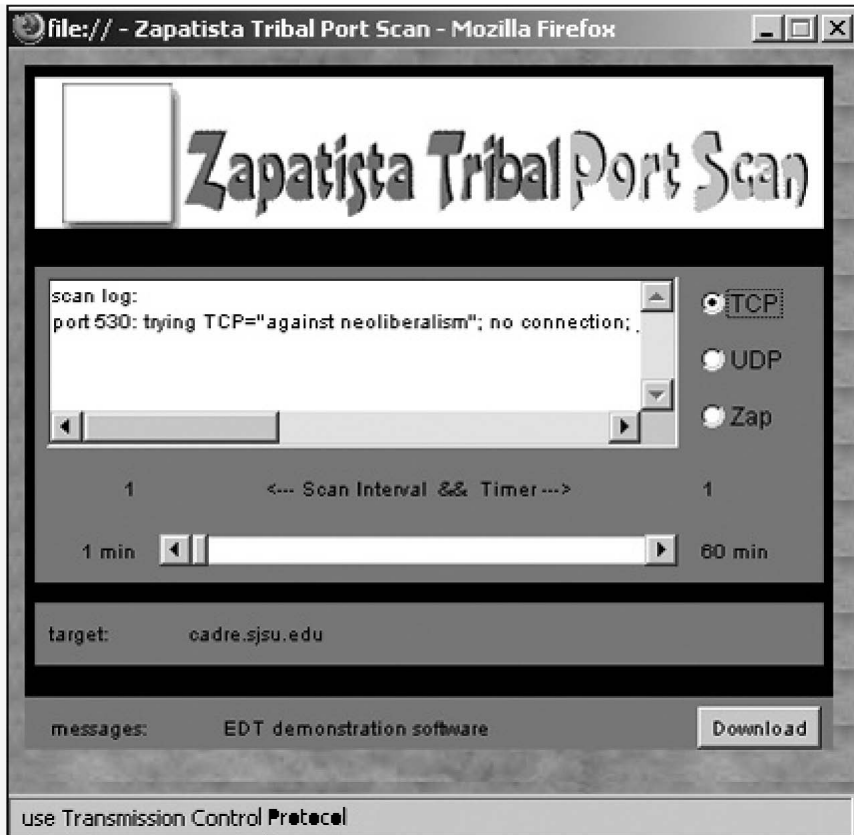 file:// - Zapatista Tribal Port Scan - Mozilla Firefox
Zapatista Tribal Port Scan
scan log:
port 530: trying TCP="against neoliberalism"; no connection;
TCP
UDP
Zap
1 <--- Scan Interval && Timer ---> 1
1 min 60 min
target: cadre.sjsu.edu
messages: EDT demonstration software Download
use Transmission Control Protocol